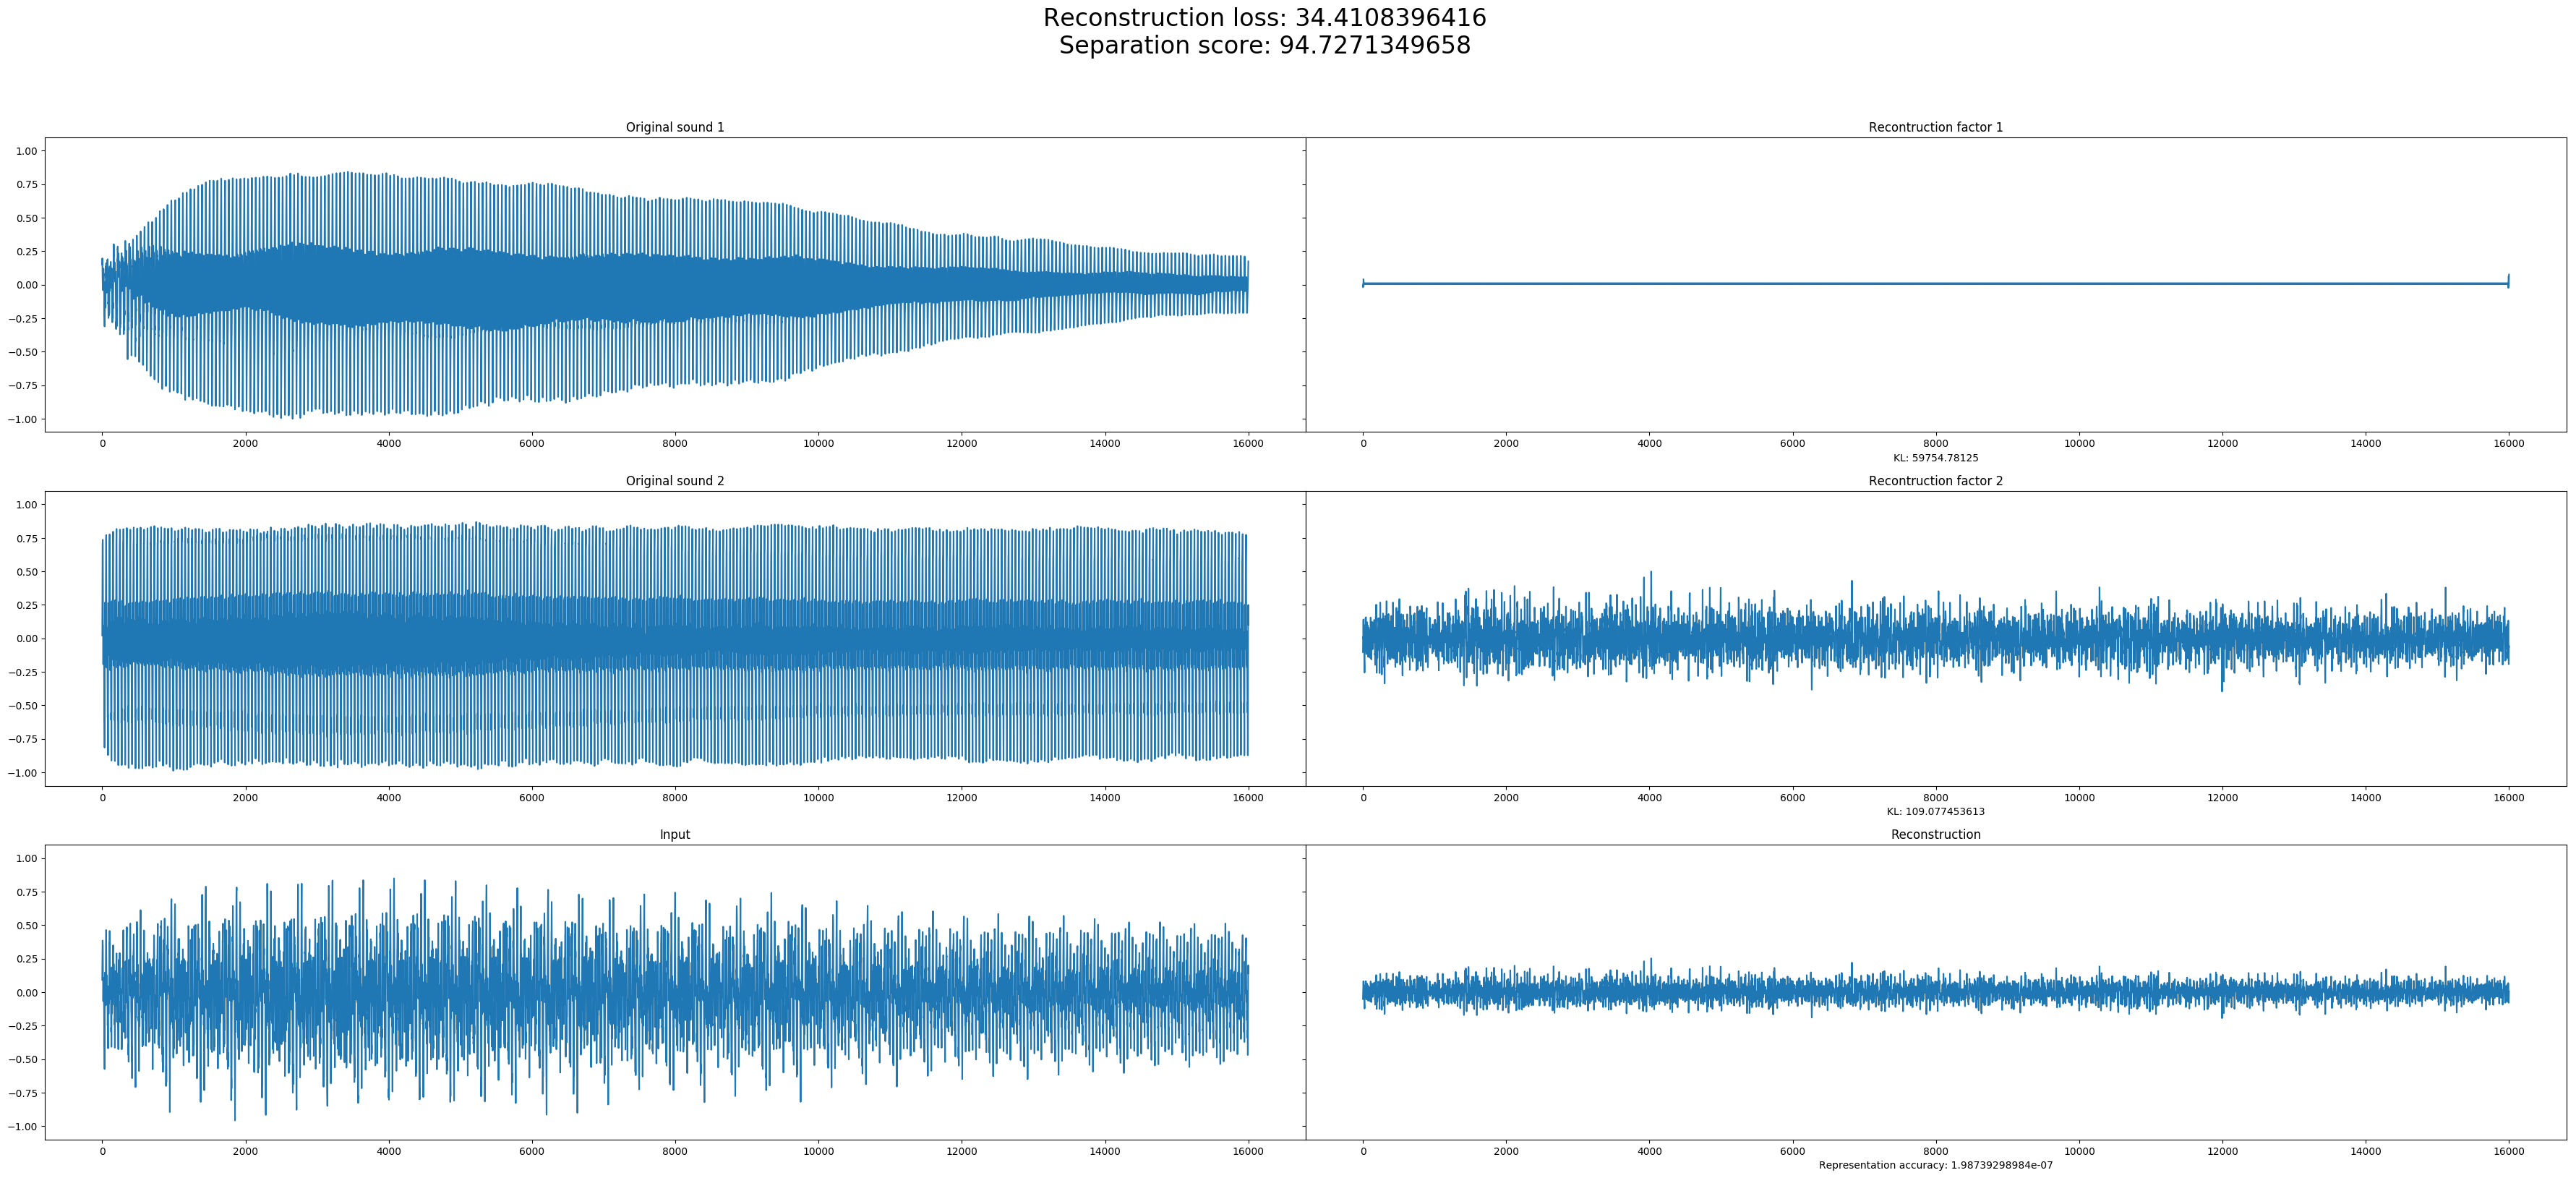 Reconstruction loss: 34.4108396416
Separation score: 94.7271349658
Original sound 1
Recontruction factor 1
1.00
0.75
0.50
0.25
0.00
−0.25
−0.50
−0.75
−1.00
0 2000 4000 6000 8000 10000 12000 14000 16000
0 2000 4000 6000 8000 10000 12000 14000 16000
KL: 59754.78125
Original sound 2
Recontruction factor 2
1.00
0.75
0.50
0.25
0.00
−0.25
−0.50
−0.75
−1.00
0 2000 4000 6000 8000 10000 12000 14000 16000
0 2000 4000 6000 8000 10000 12000 14000 16000
KL: 109.077453613
Input
Reconstruction
1.00
0.75
0.50
0.25
0.00
−0.25
−0.50
−0.75
−1.00
0 2000 4000 6000 8000 10000 12000 14000 16000
0 2000 4000 6000 8000 10000 12000 14000 16000
Representation accuracy: 1.98739298984e-07